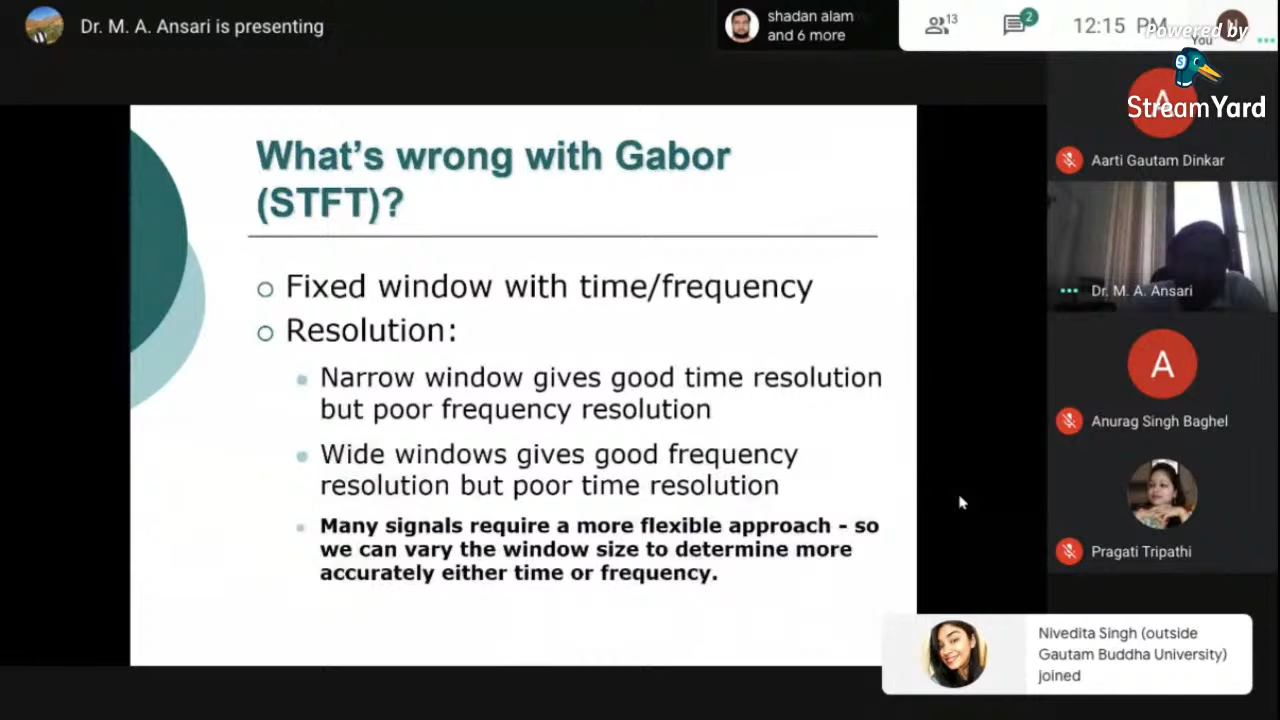 Dr. M. A. Ansari is presenting
shadan alam
and 6 more
13
2
12:15 PM
You
Powered by
StreamYard
What's wrong with Gabor
(STFT)?
Fixed window with time/frequency
Resolution:
Narrow window gives good time resolution
but poor frequency resolution
Wide windows gives good frequency
resolution but poor time resolution
Many signals require a more flexible approach - so
we can vary the window size to determine more
accurately either time or frequency.
A
Aarti Gautam Dinkar
Dr. M. A. Ansari
A
Anurag Singh Baghel
Pragati Tripathi
Nivedita Singh (outside
Gautam Buddha University)
joined